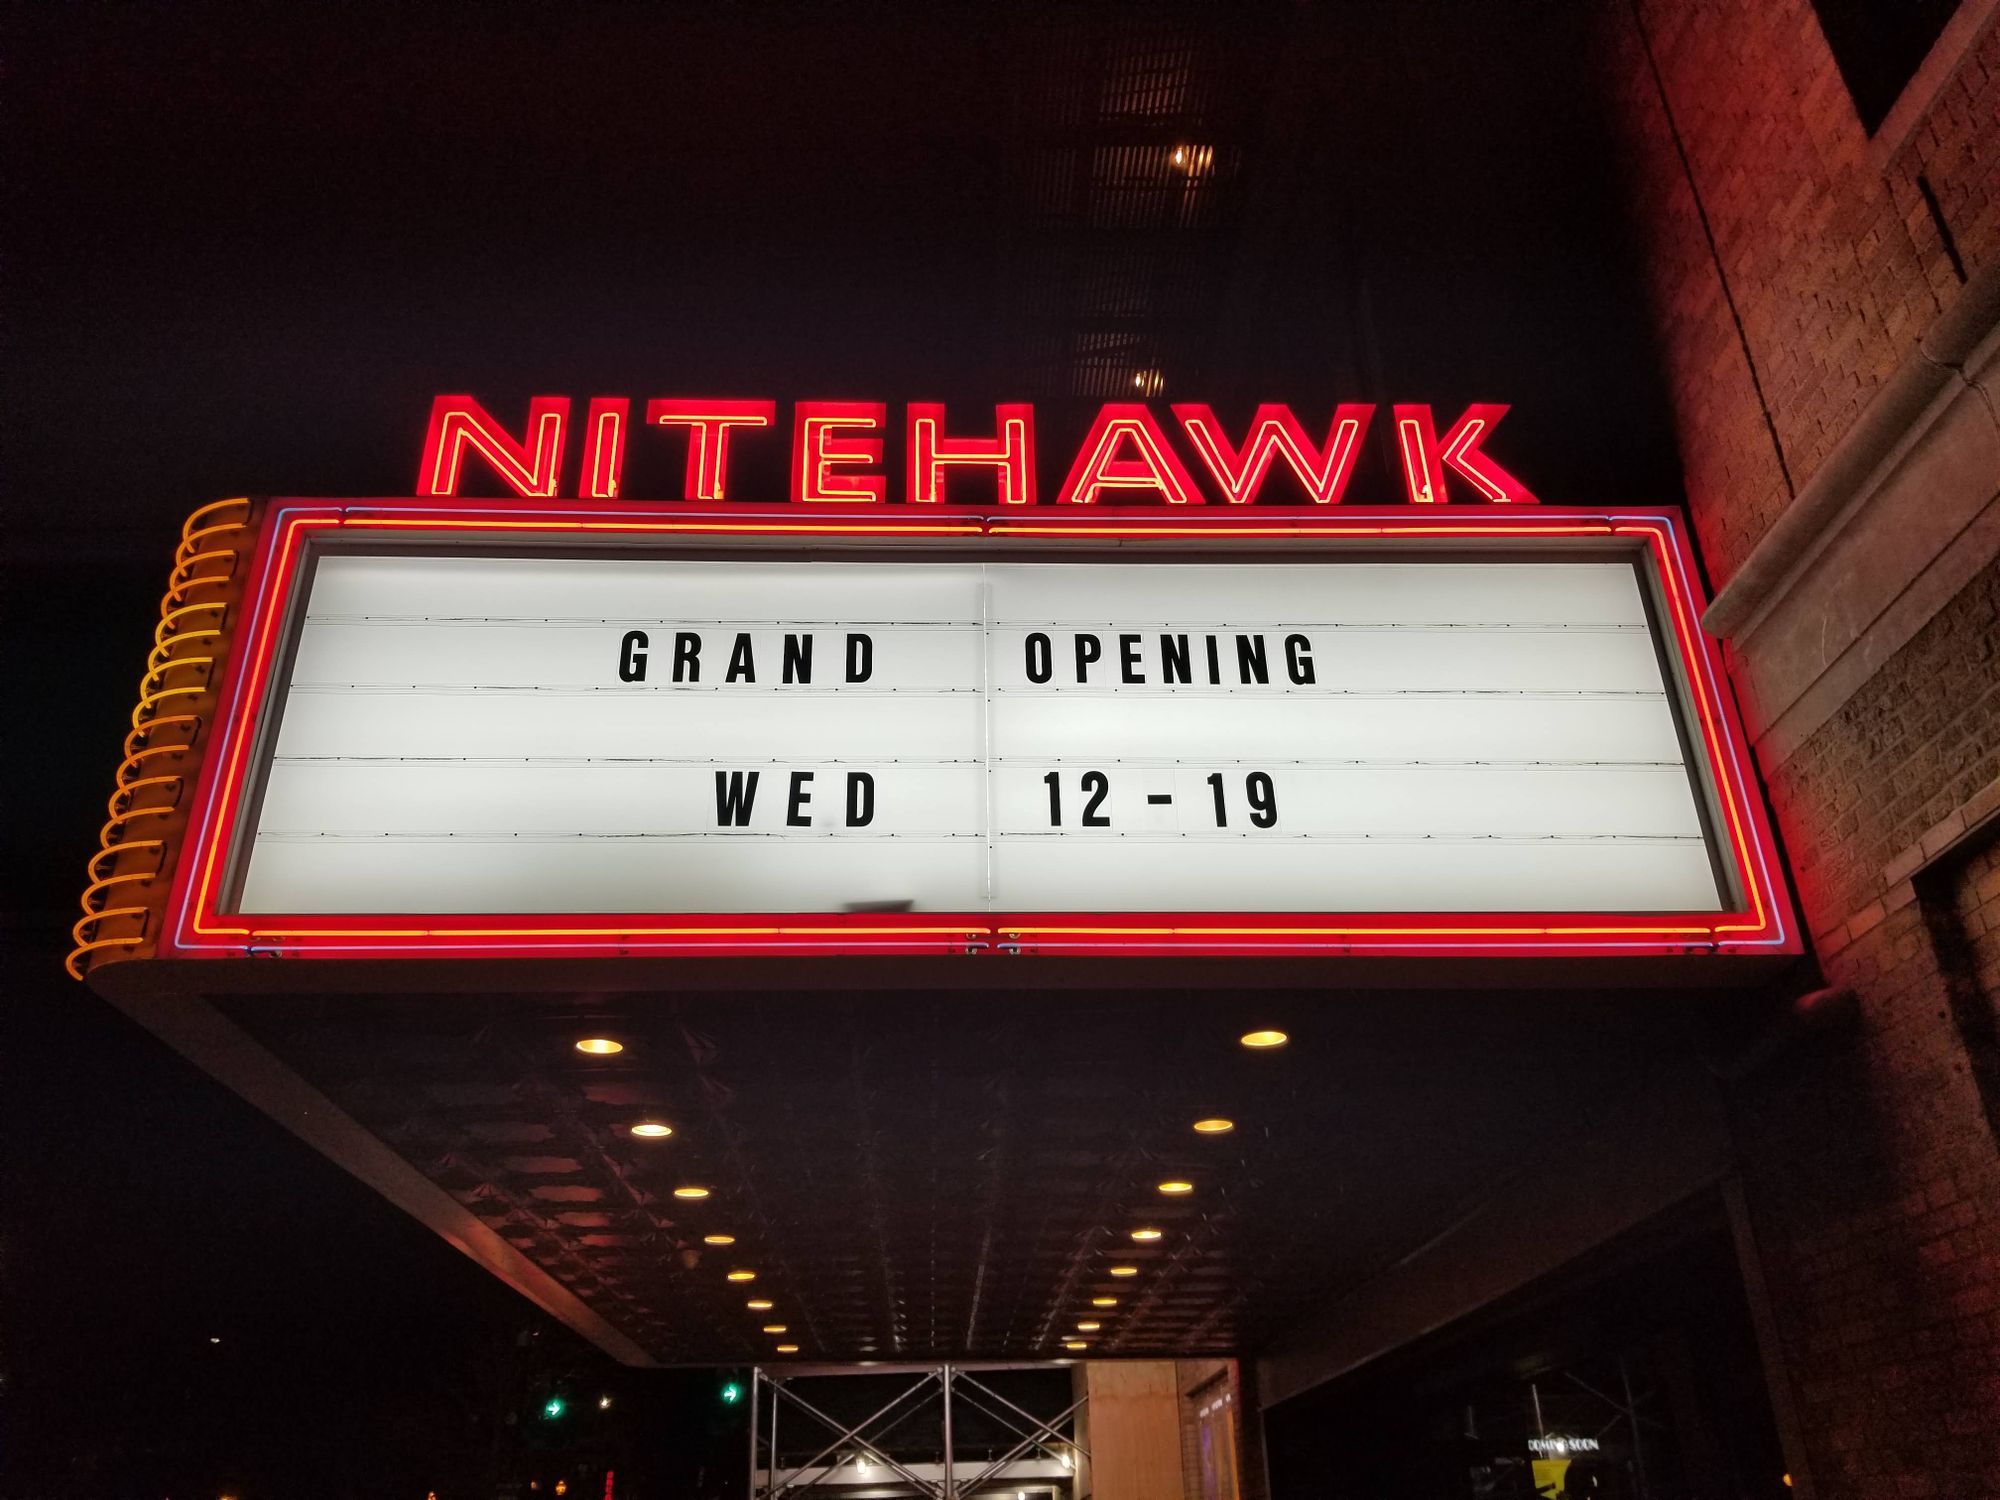 NITEHAWK
GRAND OPENING
WED 12-19
COMING SOON